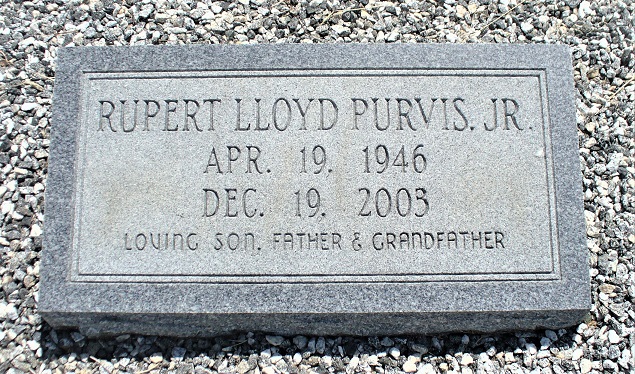 RUPERT LLOYD PURVIS, JR.
APR. 19, 1946
DEC. 19, 2003
LOVING SON, FATHER & GRANDFATHER